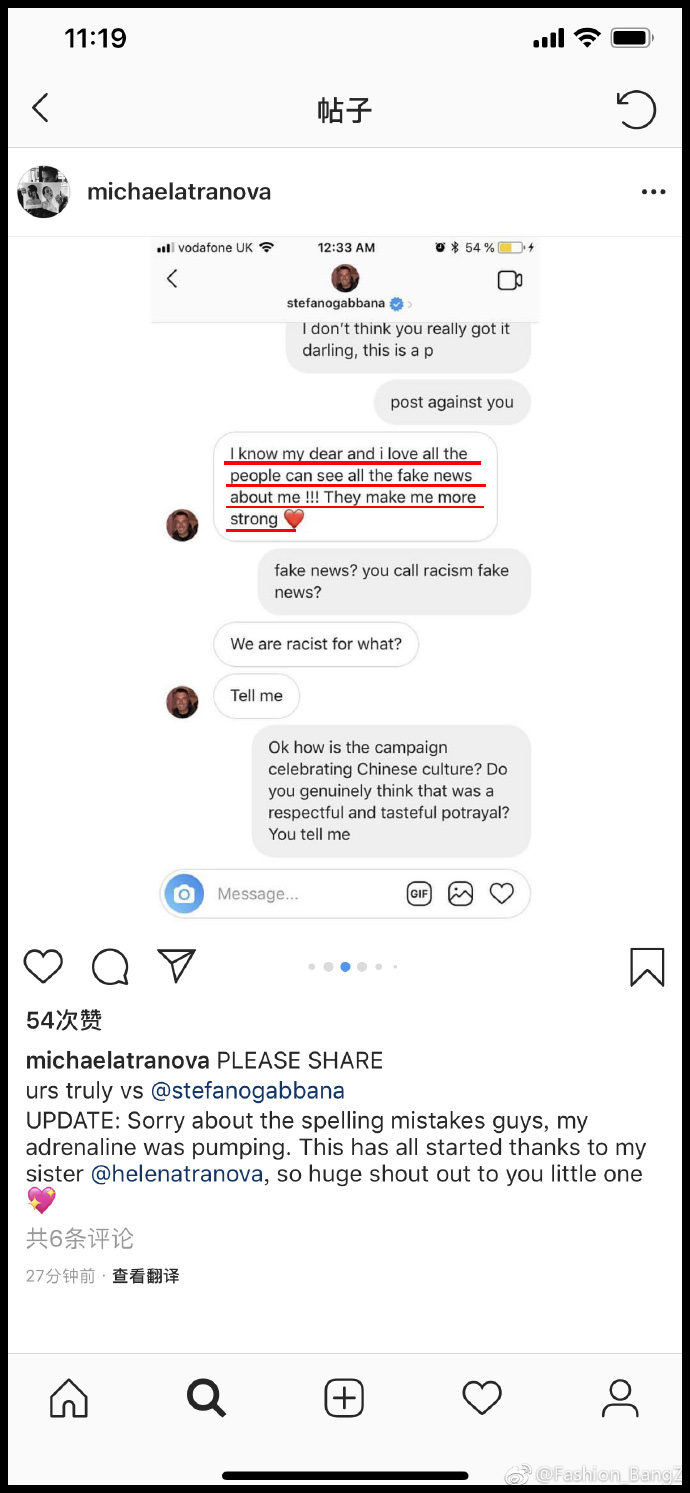 11:19
帖子
michaelatranova
vodafone UK
12:33 AM
54 %
stefanogabbana
I don't think you really got it
darling, this is a p
post against you
I know my dear and i love all the
people can see all the fake news
about me !!! They make me more
strong ❤️
fake news? you call racism fake
news?
We are racist for what?
Tell me
Ok how is the campaign
celebrating Chinese culture? Do
you genuinely think that was a
respectful and tasteful potrayal?
You tell me
Message...
GIF
54次赞
michaelatranova PLEASE SHARE
urs truly vs @stefanogabbana
UPDATE: Sorry about the spelling mistakes guys, my
adrenaline was pumping. This has all started thanks to my
sister @helenatranova, so huge shout out to you little one
💖
共6条评论
27分钟前 · 查看翻译
@Fashion_BangZ